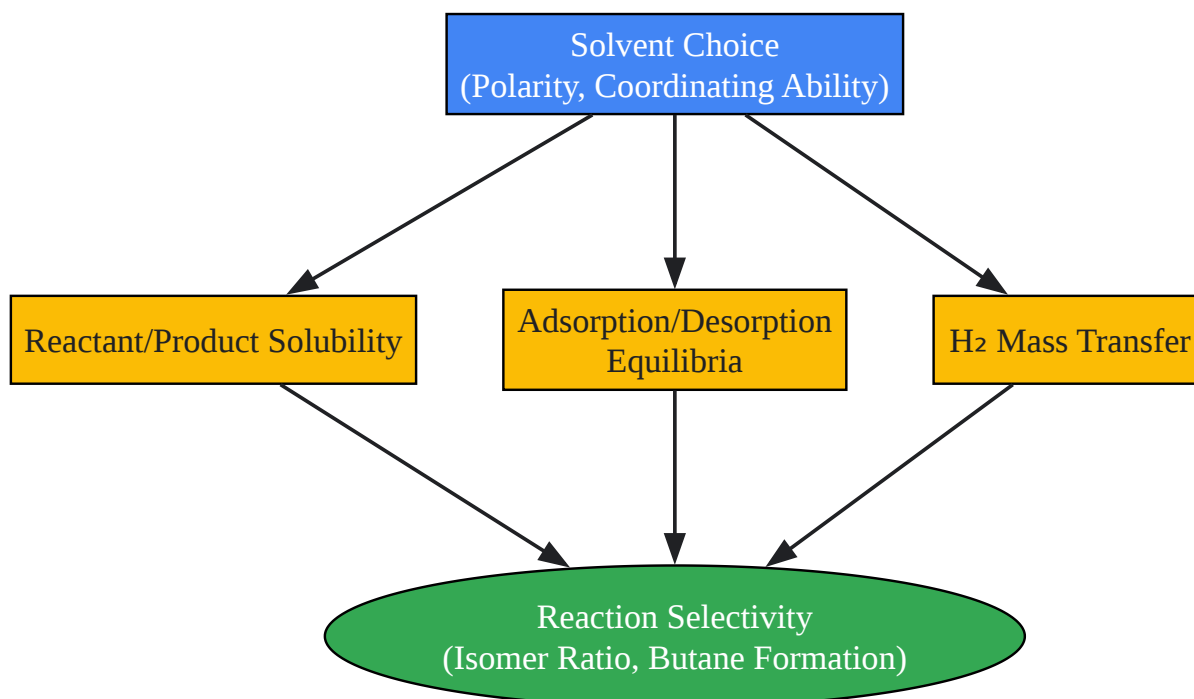 Solvent Choice
(Polarity, Coordinating Ability)
Reactant/Product Solubility
Adsorption/Desorption
Equilibria
H₂ Mass Transfer
Reaction Selectivity
(Isomer Ratio, Butane Formation)